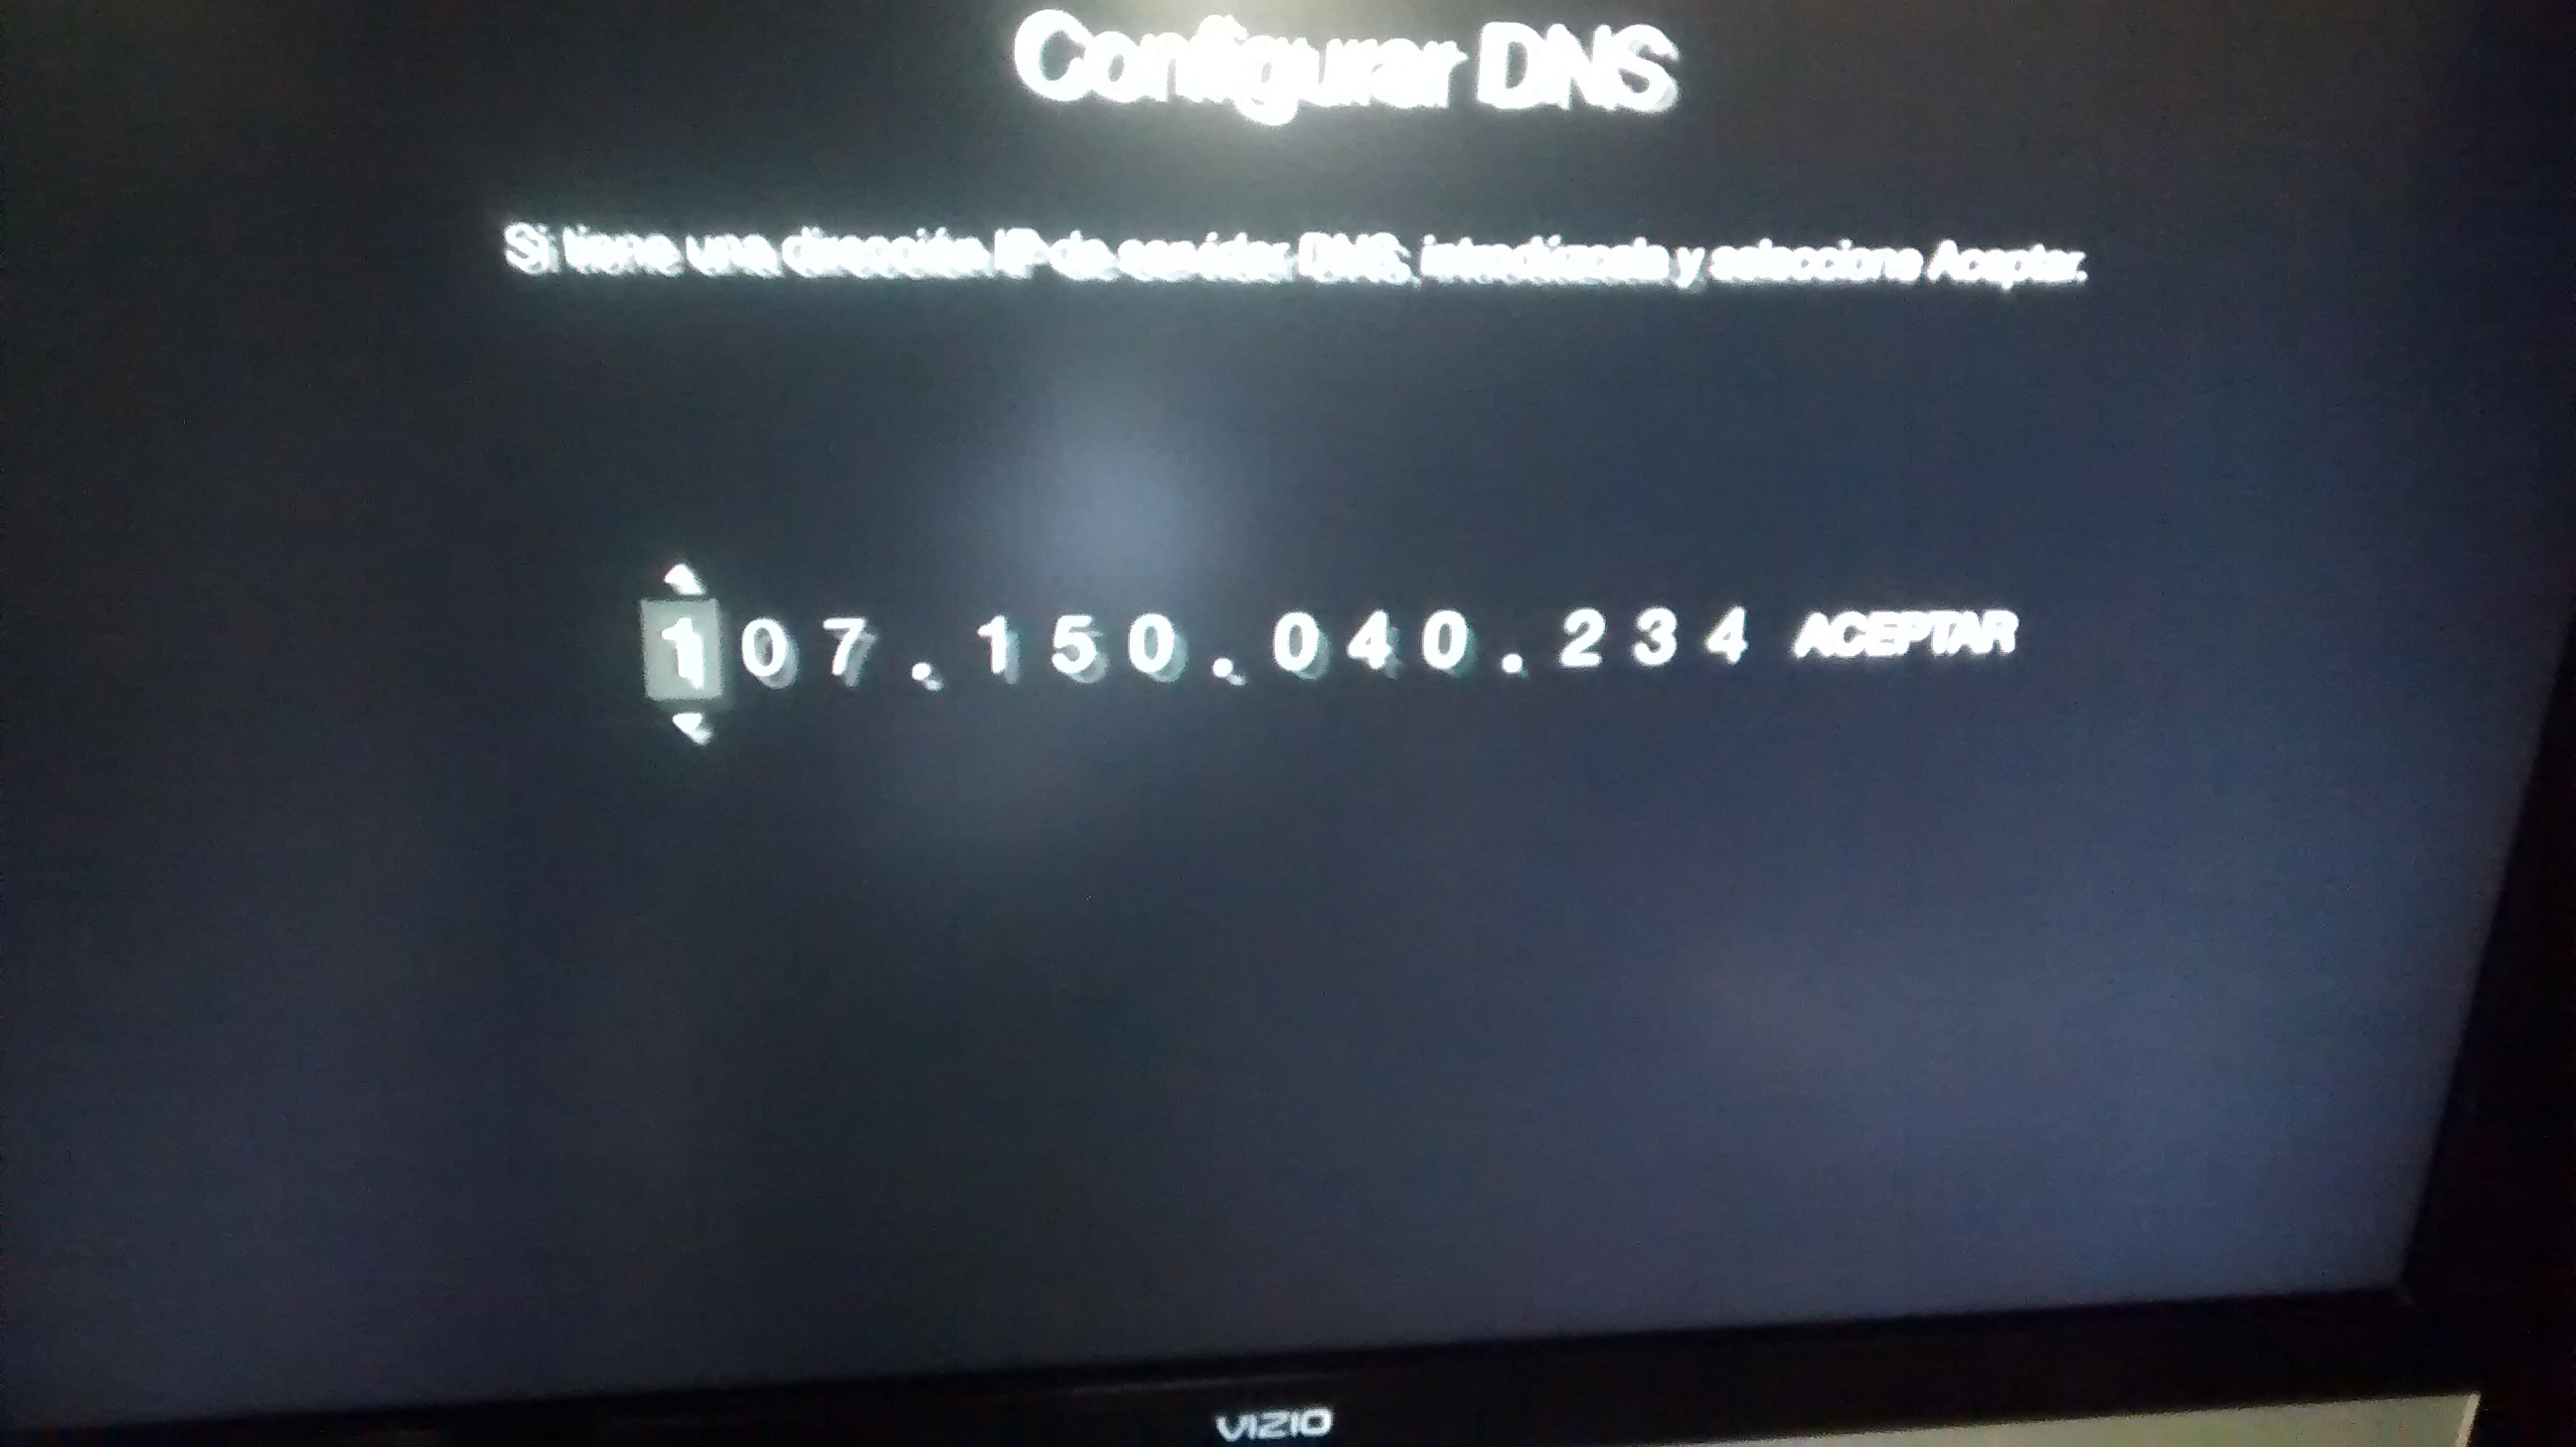 Configurar DNS
Si tiene una dirección IP de servidor DNS, introdúzcala y seleccione Aceptar.
107.150.040.234 ACEPTAR
VIZIO